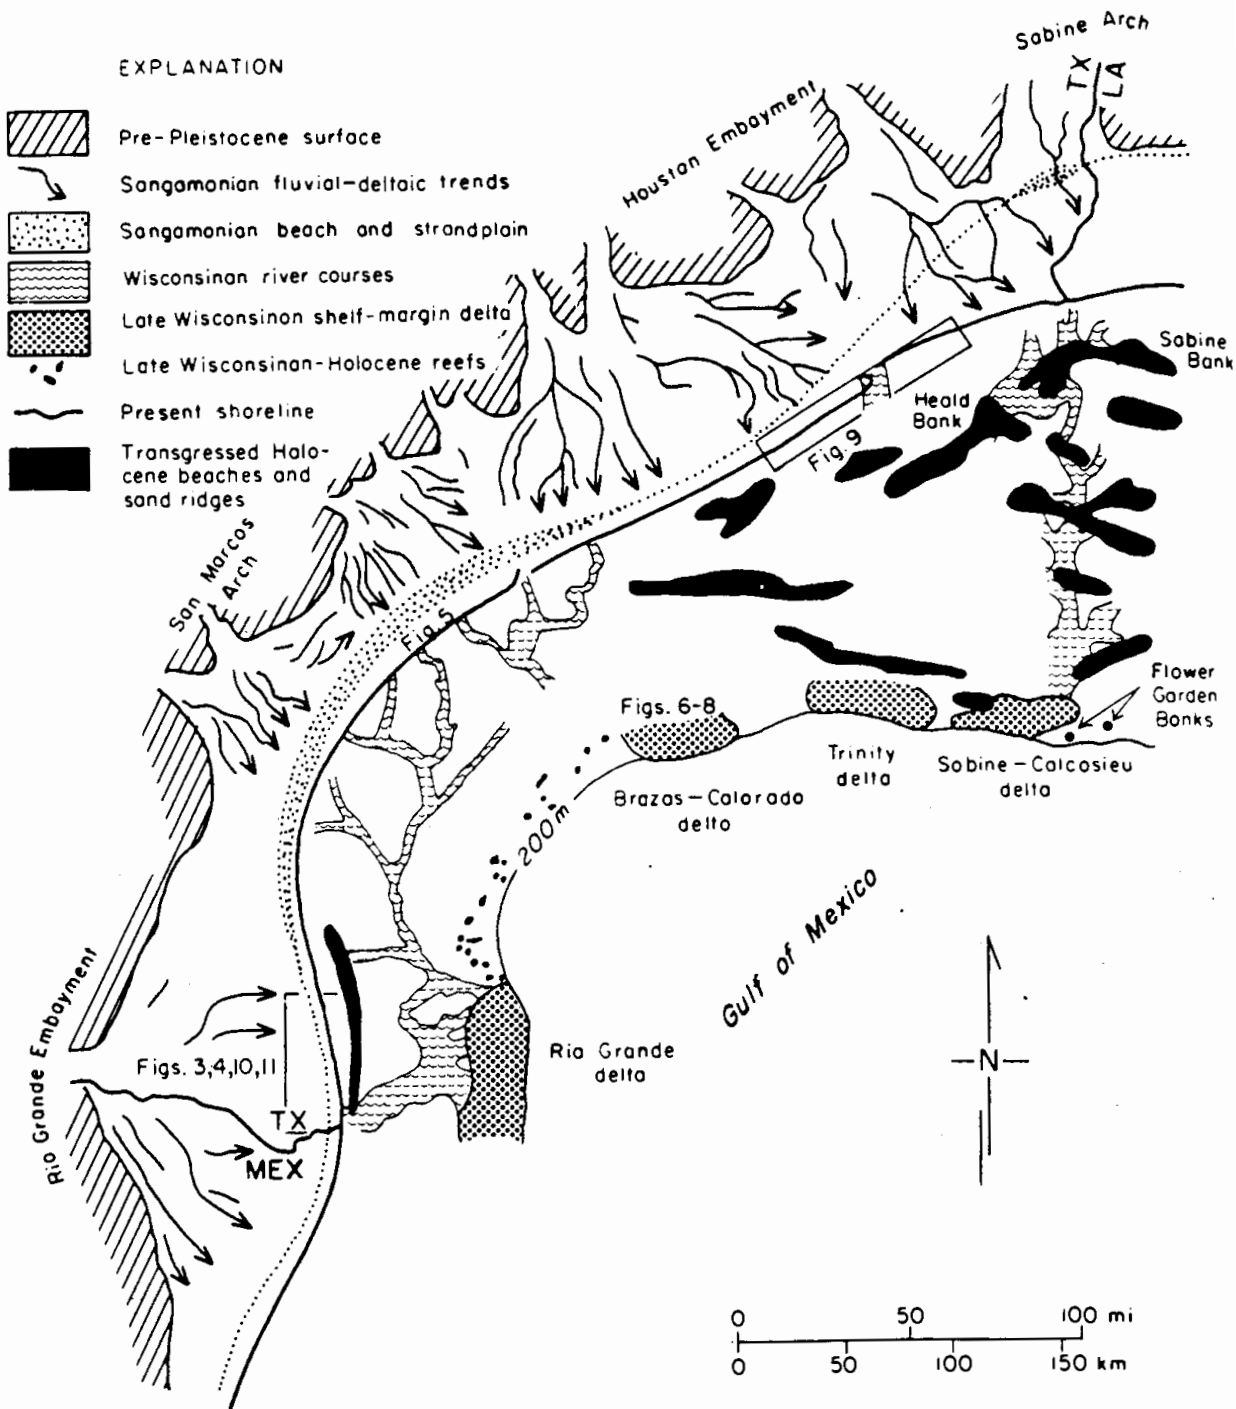 EXPLANATION
Pre-Pleistocene surface
Sangamonian fluvial-deltaic trends
Sangamonian beach and strandplain
Wisconsinan river courses
Late Wisconsinan shelf-margin delta
Late Wisconsinan-Holocene reefs
Present shoreline
Transgressed Holo-
cene beaches and
sand ridges
Sabine Arch
TX
LA
Houston Embayment
Sabine
Bank
Heald
Bank
Fig. 9
San Marcos
Arch
Fig. 5
Flower
Garden
Banks
Figs. 6-8
Trinity
delta
Sabine-Calcasieu
delta
Brazos-Colorado
delta
200 m
Gulf of Mexico
Rio Grande Embayment
Figs. 3,4,10,11
Rio Grande
delta
TX
MEX
N
0 50 100 mi
0 50 100 150 km